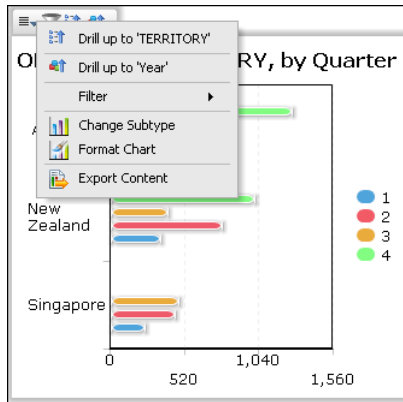 Drill up to 'TERRITORY'
Drill up to 'Year'
Filter
Change Subtype
Format Chart
Export Content
RY, by Quarter
New
Zealand
Singapore
1
2
3
4
0
1,040
520
1,560